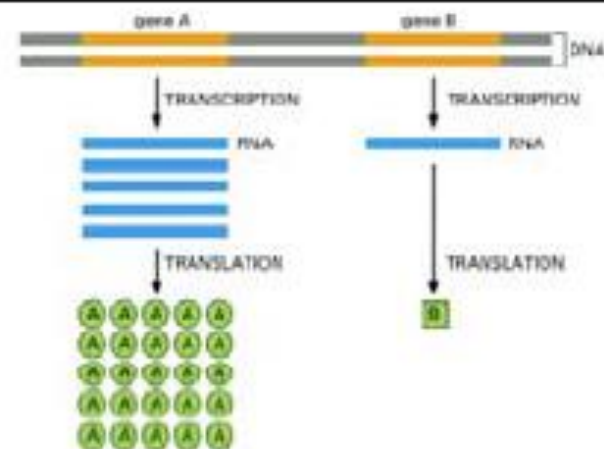 gene A gene B
DNA
TRANSCRIPTION TRANSCRIPTION
RNA RNA
TRANSLATION TRANSLATION
A A A A A B
A A A A A
A A A A A
A A A A A
A A A A A